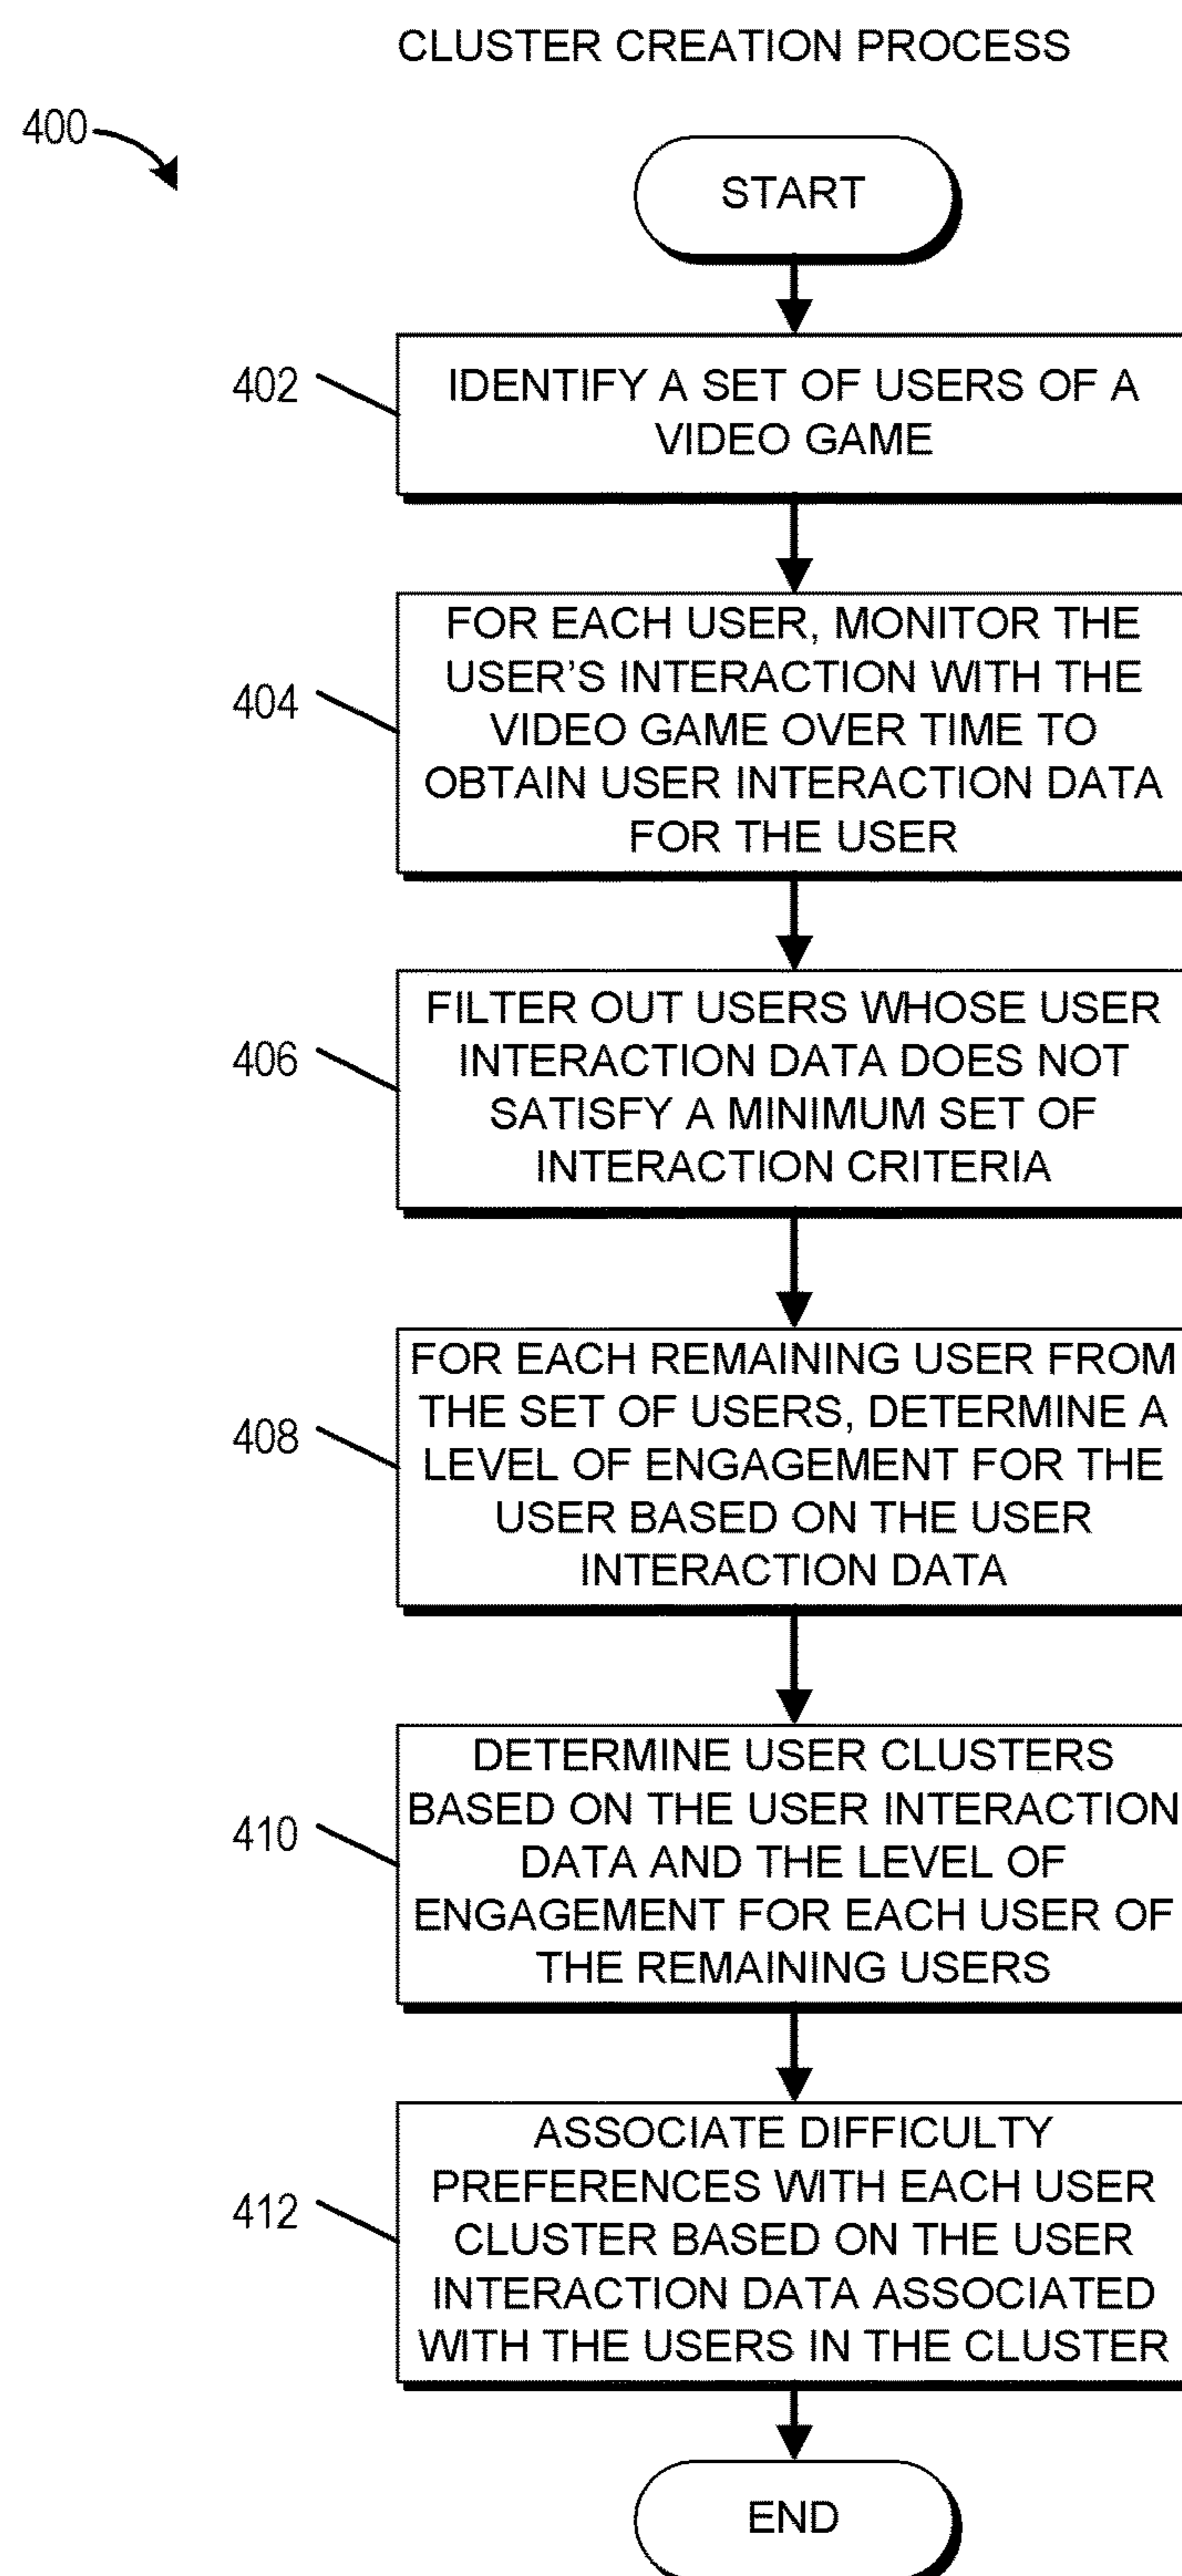 CLUSTER CREATION PROCESS
400
START
402
IDENTIFY A SET OF USERS OF A
VIDEO GAME
404
FOR EACH USER, MONITOR THE
USER'S INTERACTION WITH THE
VIDEO GAME OVER TIME TO
OBTAIN USER INTERACTION DATA
FOR THE USER
406
FILTER OUT USERS WHOSE USER
INTERACTION DATA DOES NOT
SATISFY A MINIMUM SET OF
INTERACTION CRITERIA
408
FOR EACH REMAINING USER FROM
THE SET OF USERS, DETERMINE A
LEVEL OF ENGAGEMENT FOR THE
USER BASED ON THE USER
INTERACTION DATA
410
DETERMINE USER CLUSTERS
BASED ON THE USER INTERACTION
DATA AND THE LEVEL OF
ENGAGEMENT FOR EACH USER OF
THE REMAINING USERS
412
ASSOCIATE DIFFICULTY
PREFERENCES WITH EACH USER
CLUSTER BASED ON THE USER
INTERACTION DATA ASSOCIATED
WITH THE USERS IN THE CLUSTER
END